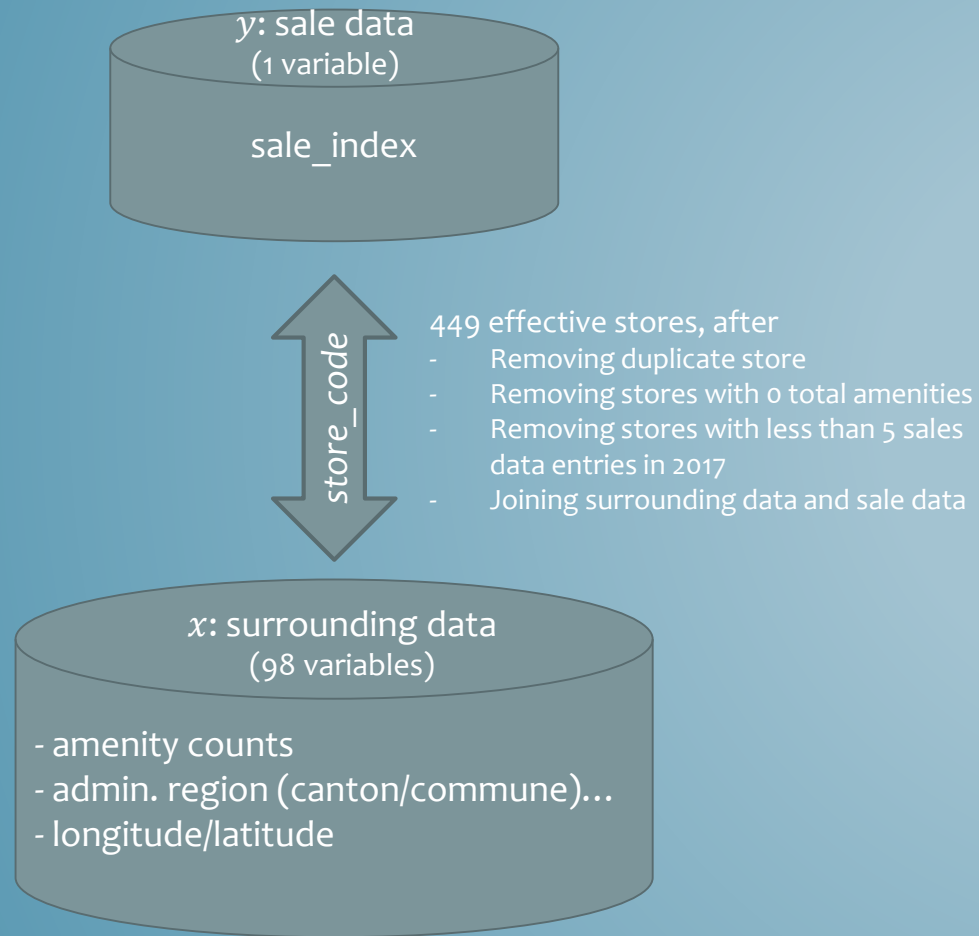 y: sale data
(1 variable)
sale_index
store_code
449 effective stores, after
- Removing duplicate store
- Removing stores with 0 total amenities
- Removing stores with less than 5 sales
data entries in 2017
- Joining surrounding data and sale data
x: surrounding data
(98 variables)
- amenity counts
- admin. region (canton/commune)...
- longitude/latitude